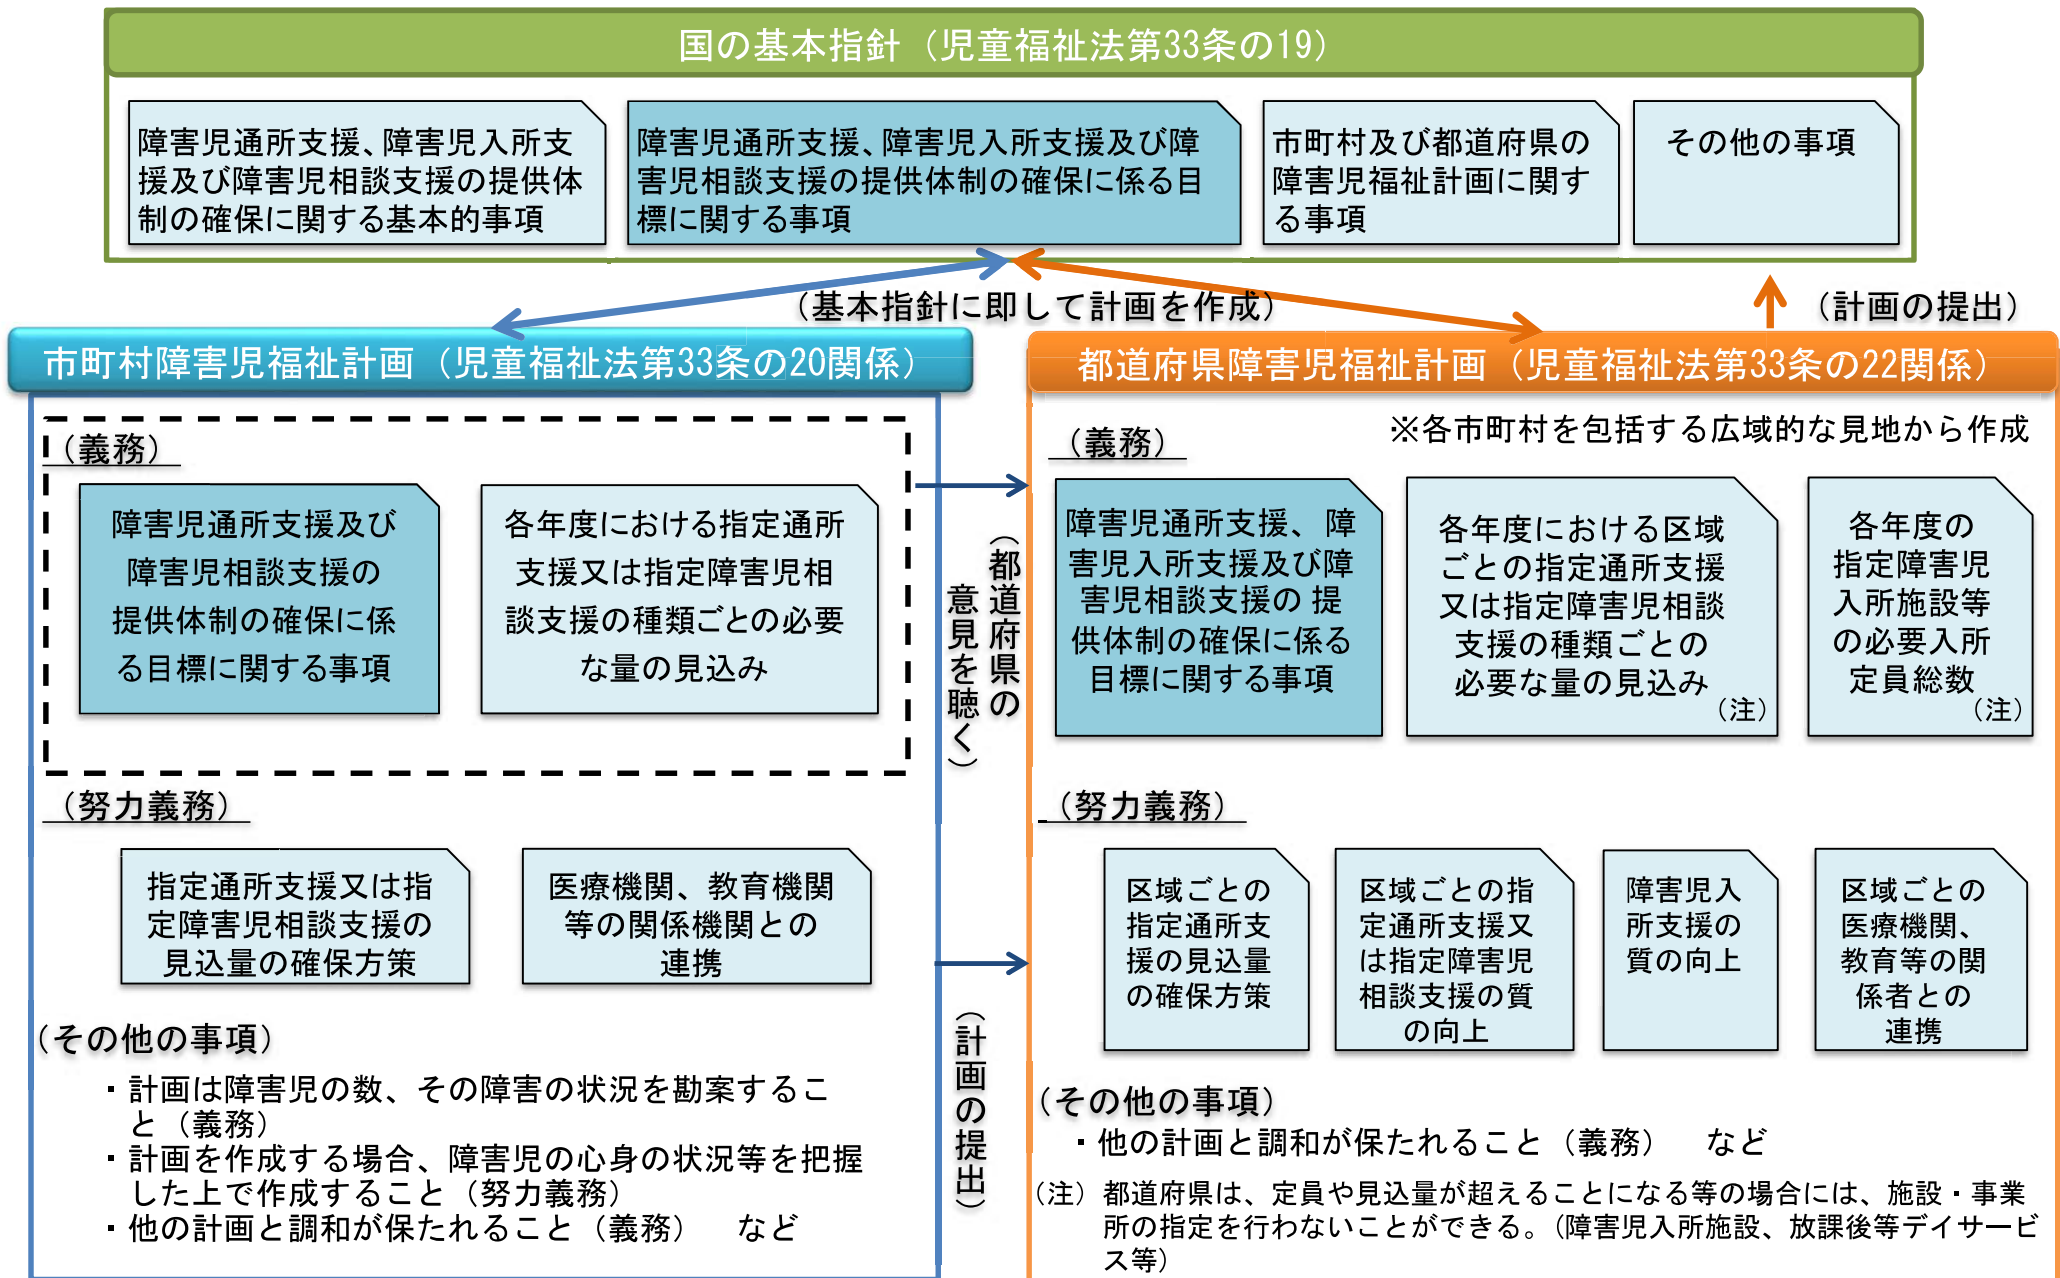 国の基本指針（児童福祉法第33条の19）
障害児通所支援、障害児入所支
援及び障害児相談支援の提供体
制の確保に関する基本的事項
障害児通所支援、障害児入所支援及び障
害児相談支援の提供体制の確保に係る目
標に関する事項
市町村及び都道府県の
障害児福祉計画に関す
る事項
その他の事項
（基本指針に即して計画を作成）
（計画の提出）
市町村障害児福祉計画（児童福祉法第33条の20関係）
（義務）
障害児通所支援及び
障害児相談支援の
提供体制の確保に係
る目標に関する事項
各年度における指定通所
支援又は指定障害児相
談支援の種類ごとの必要
な量の見込み
（努力義務）
指定通所支援又は指
定障害児相談支援の
見込量の確保方策
医療機関、教育機関
等の関係機関との
連携
（その他の事項）
・計画は障害児の数、その障害の状況を勘案するこ
と（義務）
・計画を作成する場合、障害児の心身の状況等を把握
した上で作成すること（努力義務）
・他の計画と調和が保たれること（義務）　など
（都道府県の
意見を聴く）
（計画の提出）
都道府県障害児福祉計画（児童福祉法第33条の22関係）
※各市町村を包括する広域的な見地から作成
（義務）
障害児通所支援、障
害児入所支援及び障
害児相談支援の 提
供体制の確保に係る
目標に関する事項
各年度における区域
ごとの指定通所支援
又は指定障害児相談
支援の種類ごとの
必要な量の見込み
（注）
各年度の
指定障害児
入所施設等
の必要入所
定員総数
（注）
（努力義務）
区域ごとの
指定通所支
援の見込量
の確保方策
区域ごとの指
定通所支援又
は指定障害児
相談支援の質
の向上
障害児入
所支援の
質の向上
区域ごとの
医療機関、
教育等の関
係者との
連携
（その他の事項）
・他の計画と調和が保たれること（義務）　など
（注）都道府県は、定員や見込量が超えることになる等の場合には、施設・事業
所の指定を行わないことができる。（障害児入所施設、放課後等デイサービ
ス等）